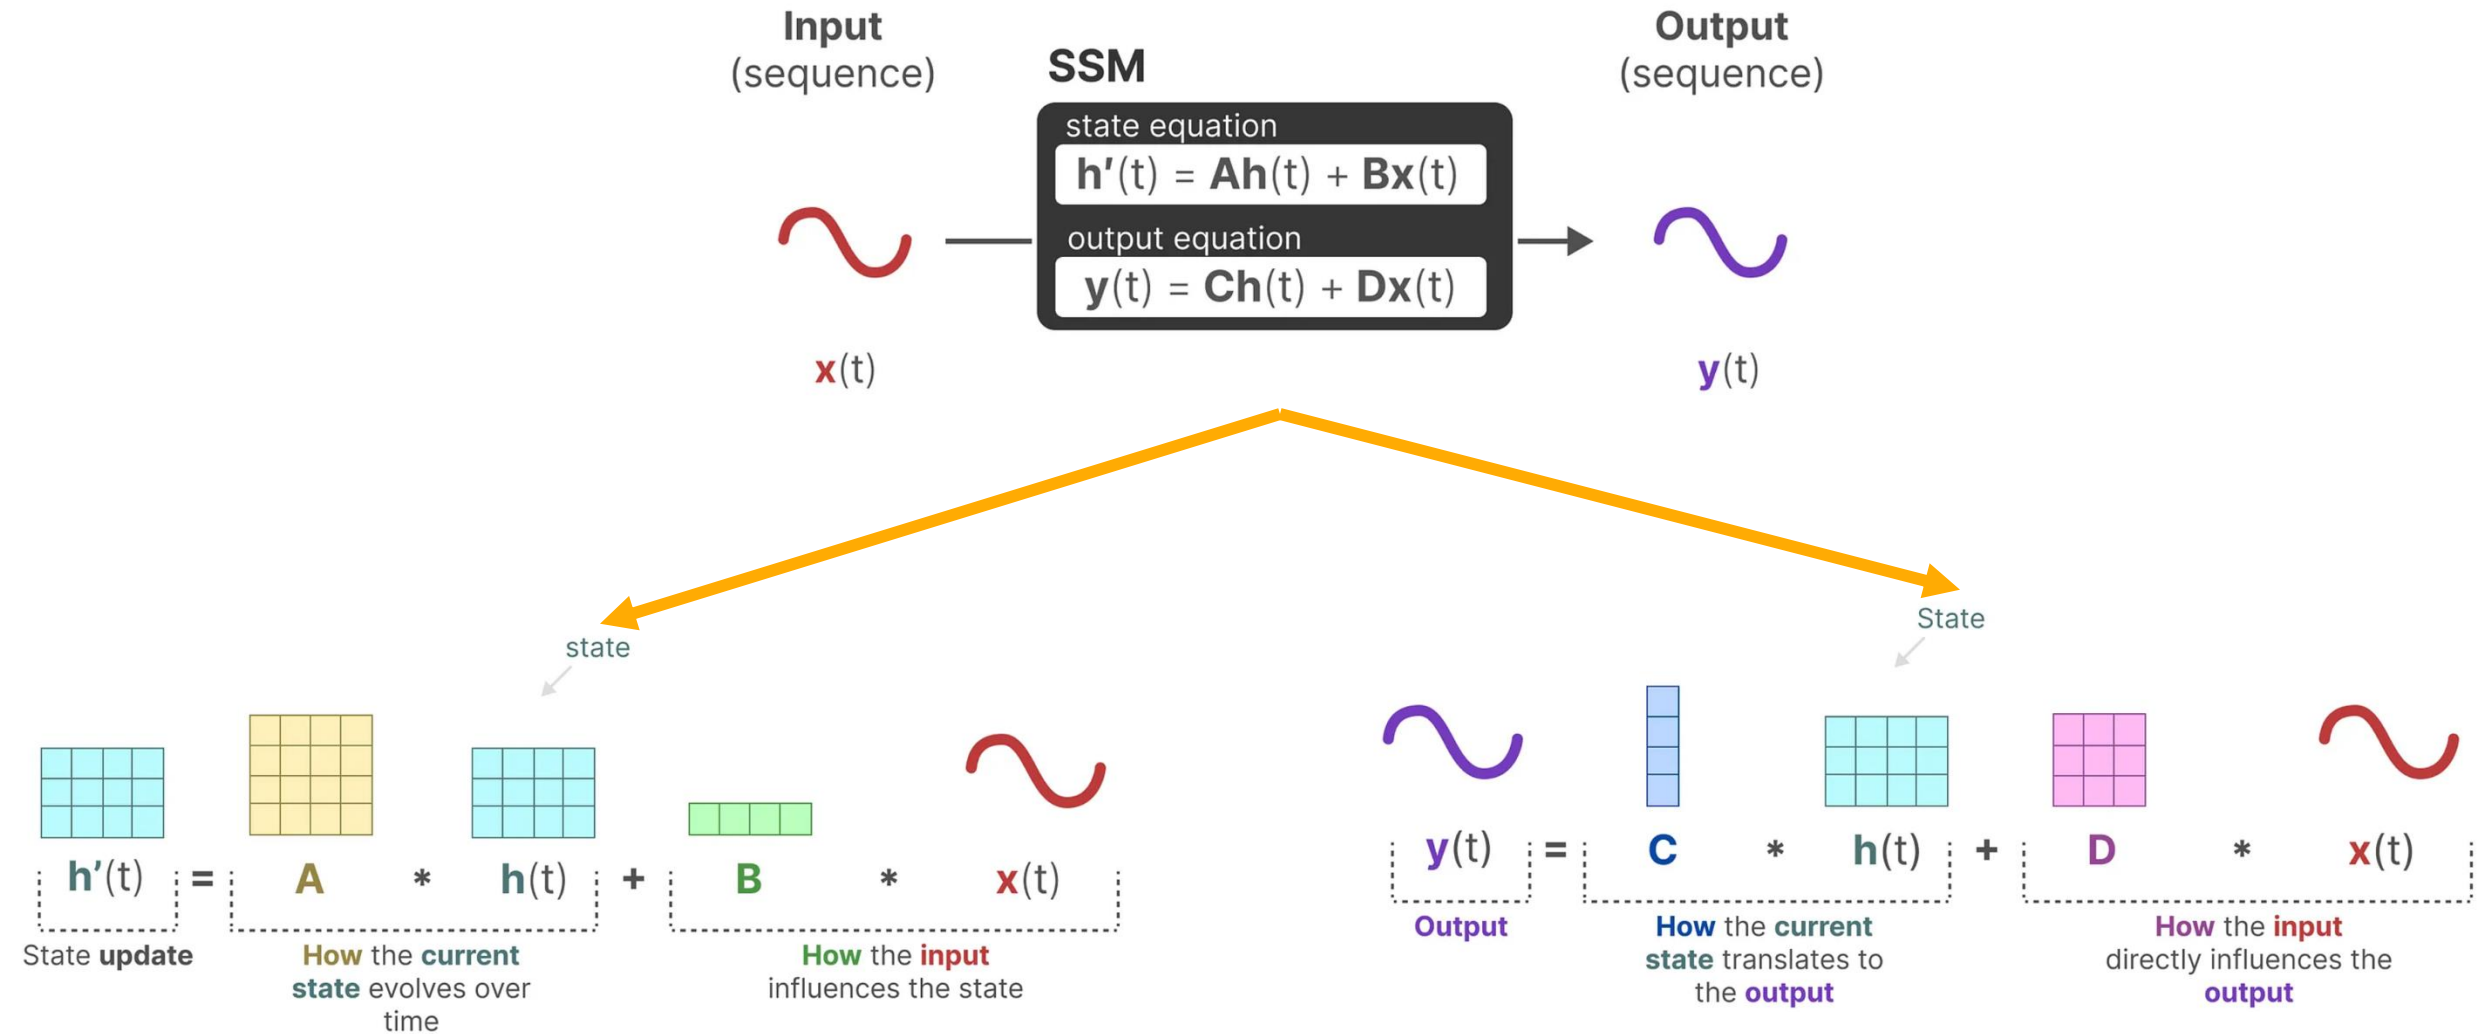 Input
(sequence)
SSM
Output
(sequence)
state equation
h′(t) = Ah(t) + Bx(t)
output equation
y(t) = Ch(t) + Dx(t)
x(t)
y(t)
state
h′(t) = A * h(t) + B * x(t)
State update
How the current
state evolves over
time
How the input
influences the state
State
y(t) = C * h(t) + D * x(t)
Output
How the current
state translates to
the output
How the input
directly influences the
output